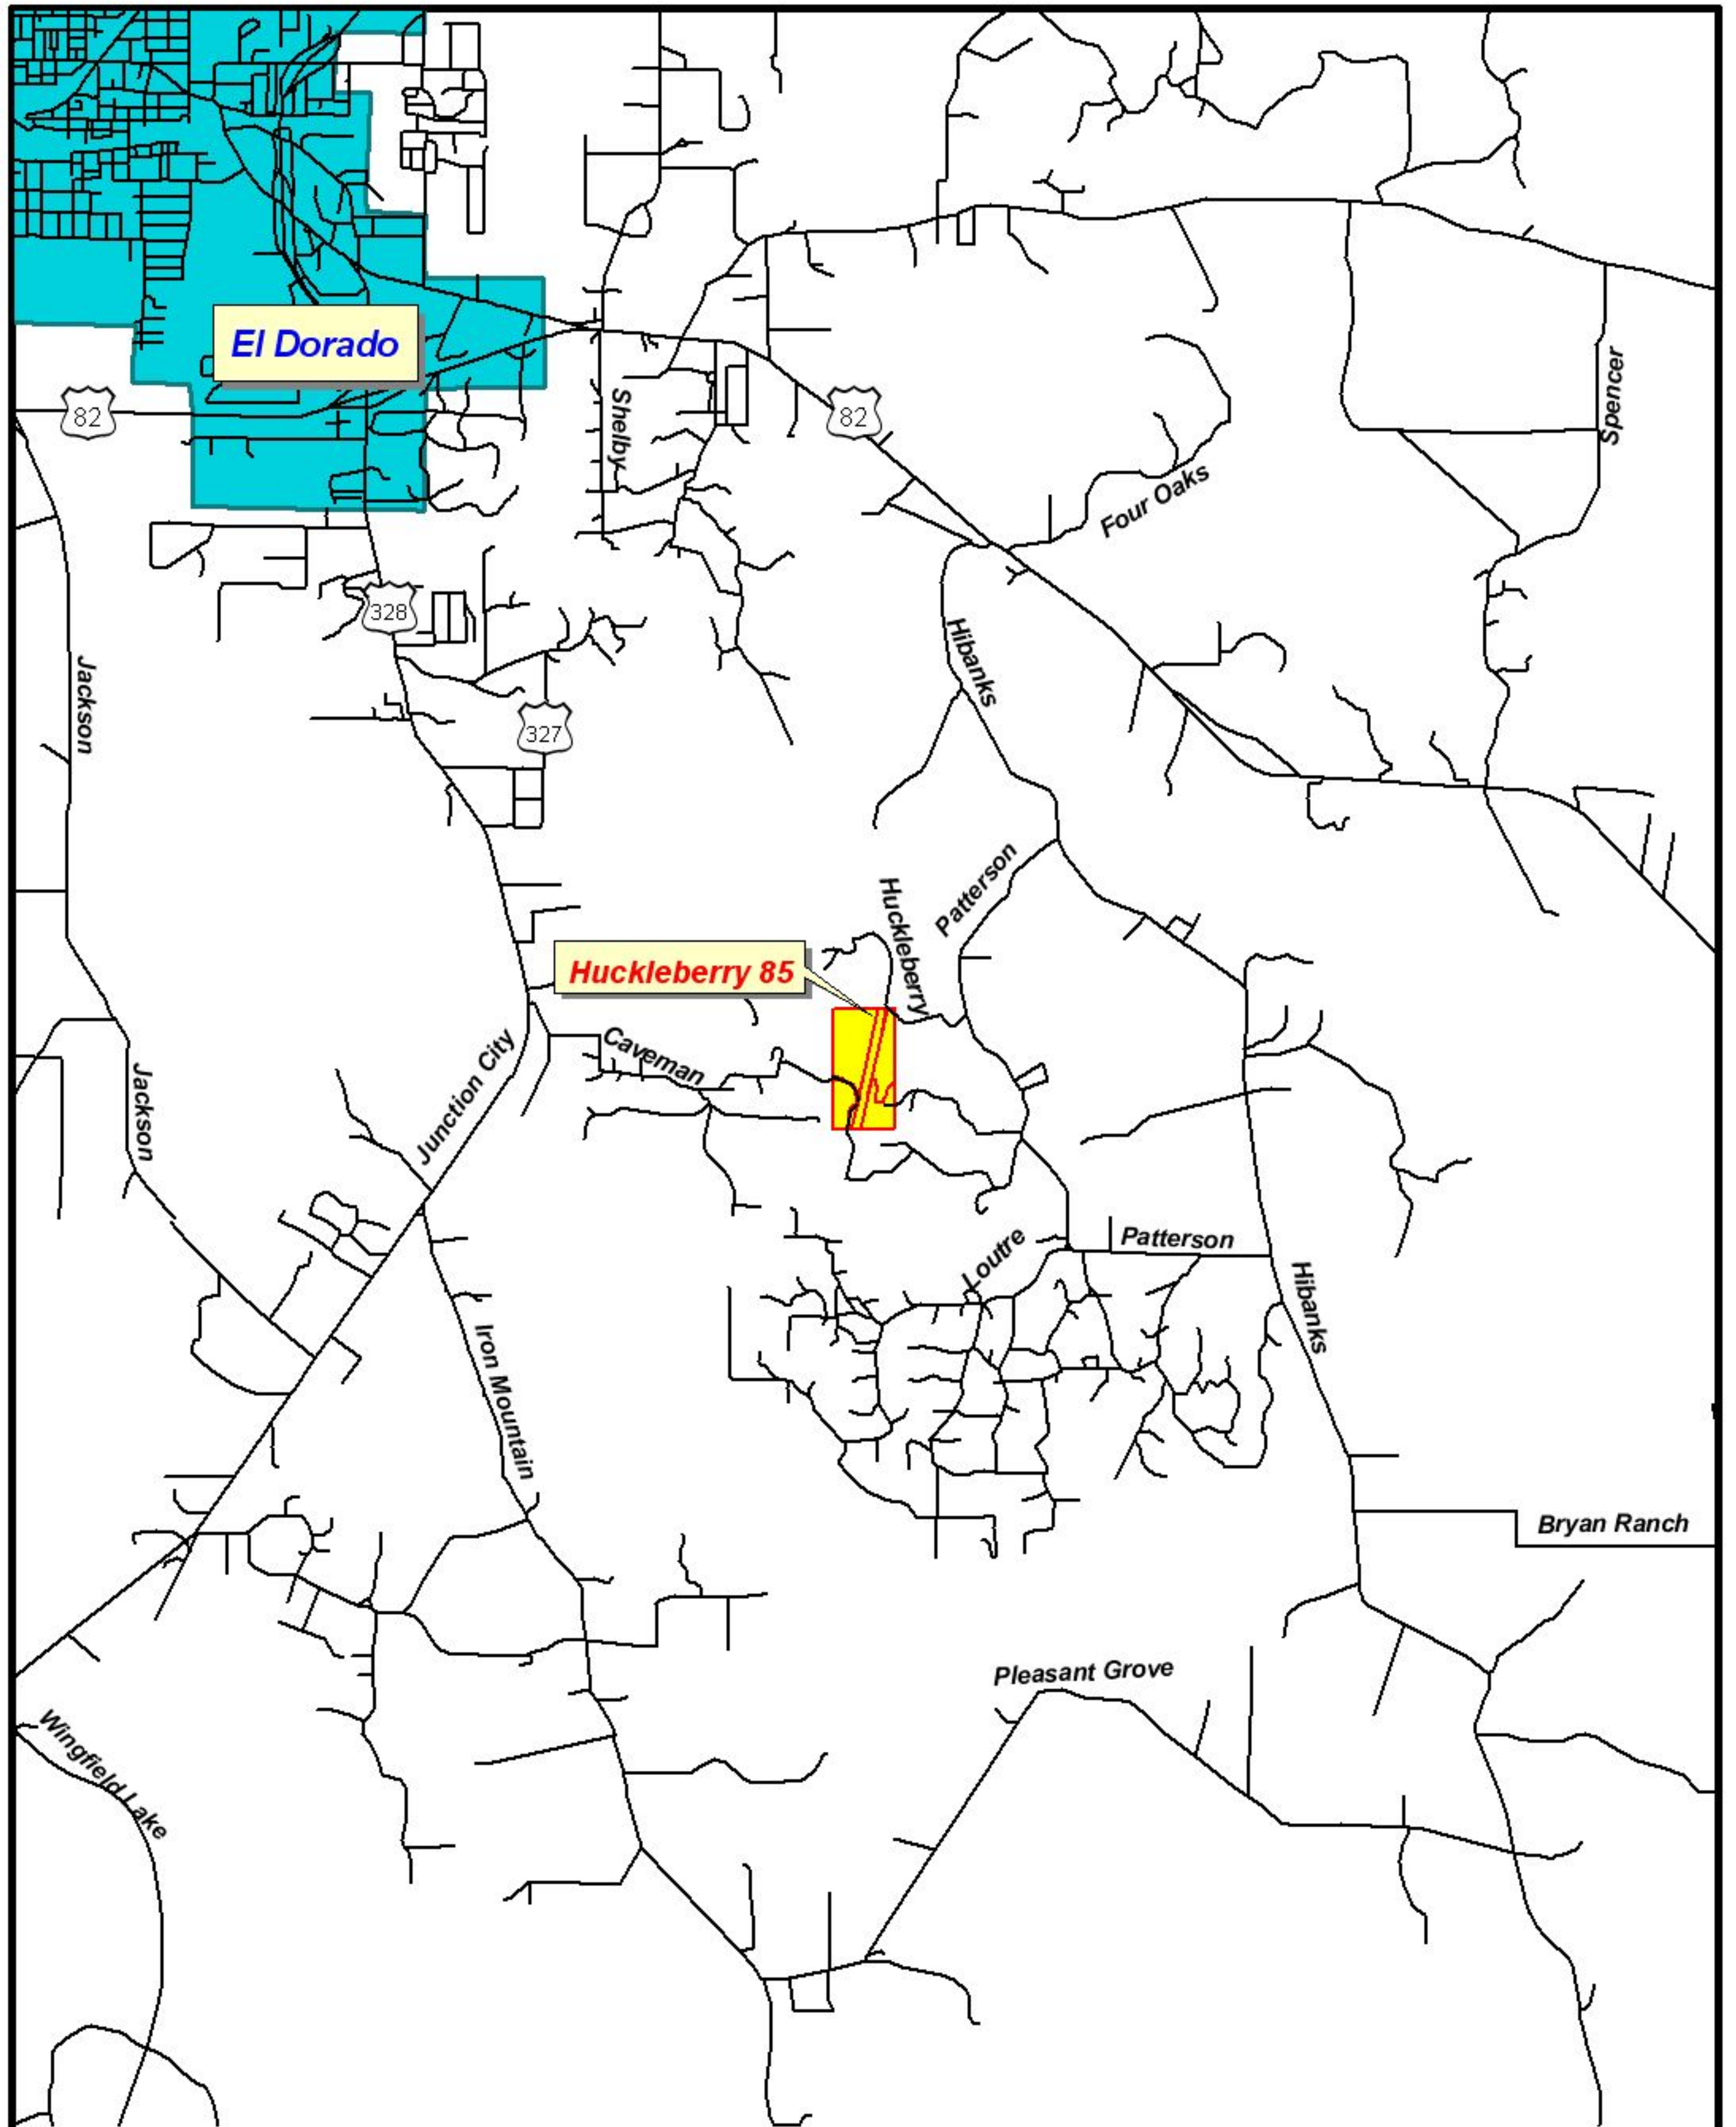 El Dorado
82
82
Shelby
Spencer
Four Oaks
328
Hibanks
Jackson
327
Patterson
Huckleberry
Huckleberry 85
Caveman
Junction City
Jackson
Patterson
Loutre
Hibanks
Iron Mountain
Bryan Ranch
Pleasant Grove
Wingfield Lake